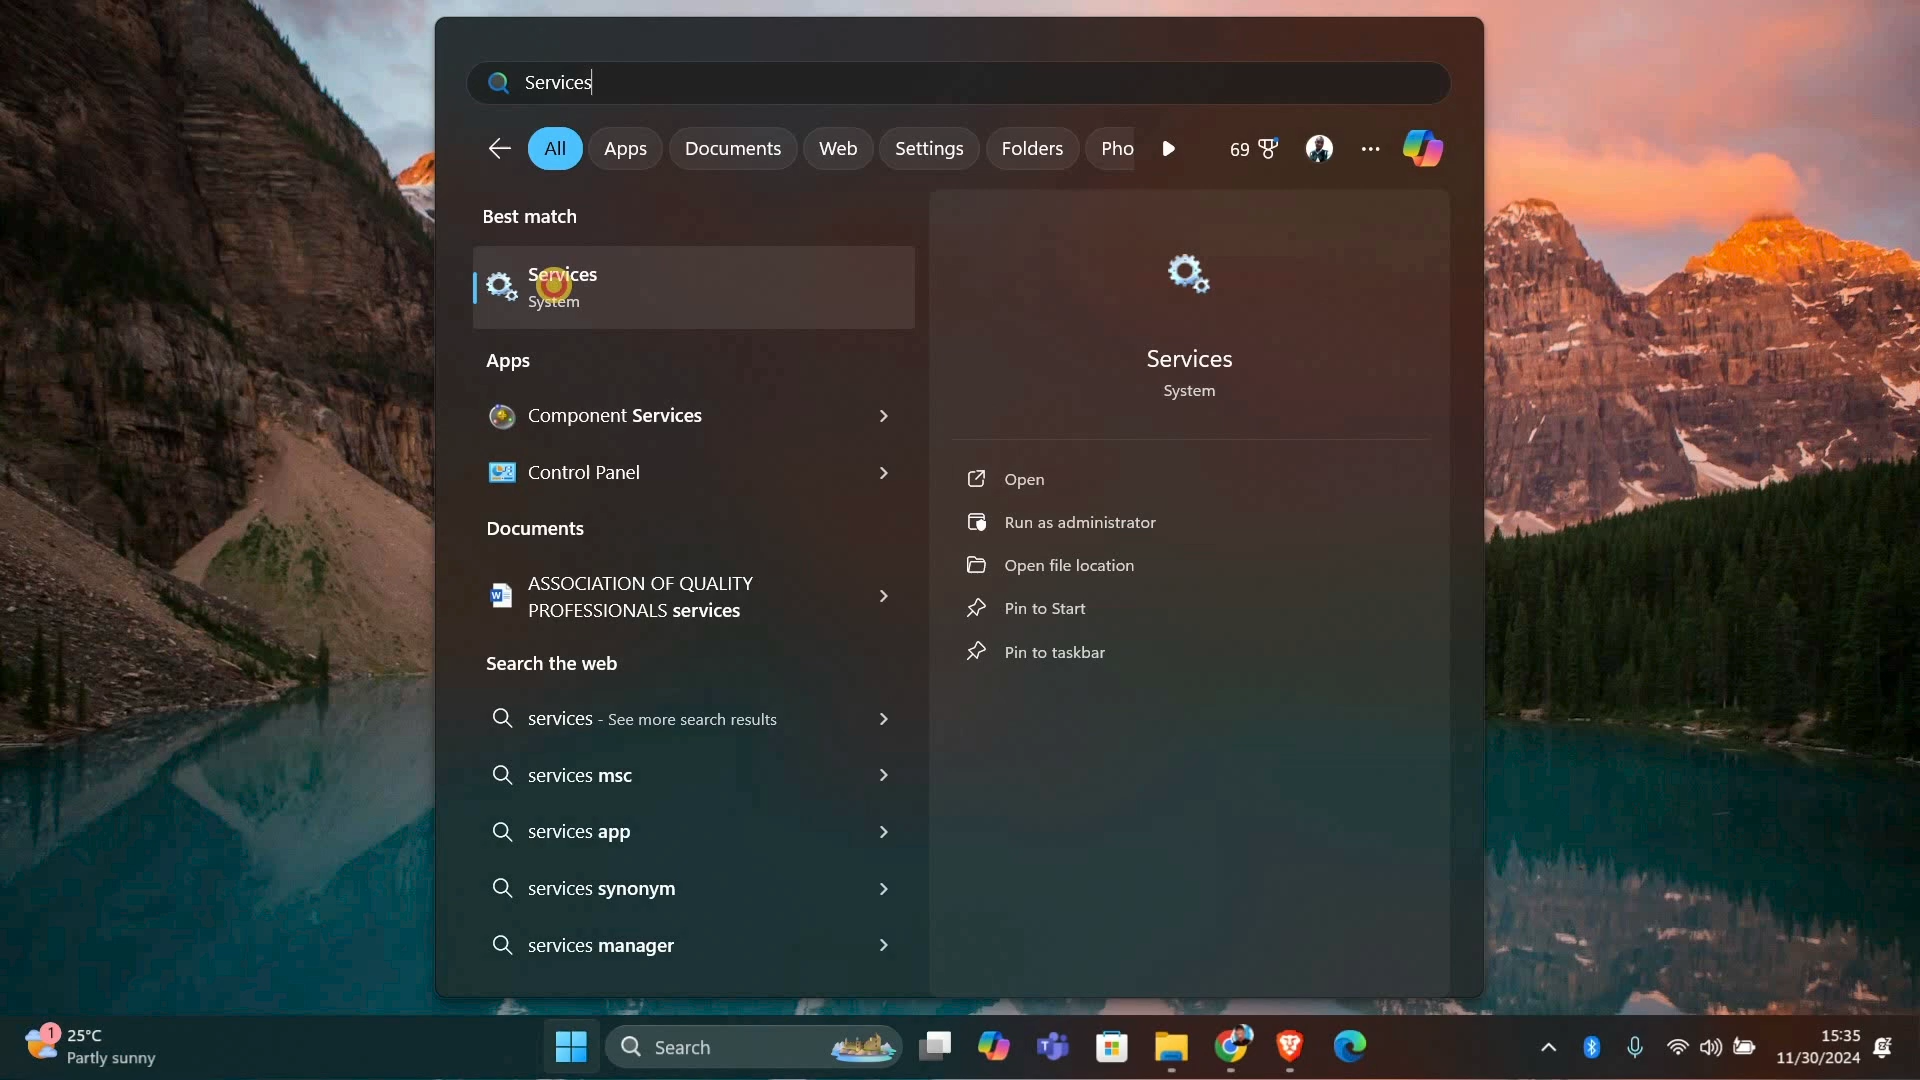 Services
All
Apps
Documents
Web
Settings
Folders
Pho
69
Best match
Services
System
Apps
Component Services
Control Panel
Documents
ASSOCIATION OF QUALITY
PROFESSIONALS services
Search the web
services - See more search results
services msc
services app
services synonym
services manager
Services
System
Open
Run as administrator
Open file location
Pin to Start
Pin to taskbar
1
25°C
Partly sunny
Search
15:35
11/30/2024